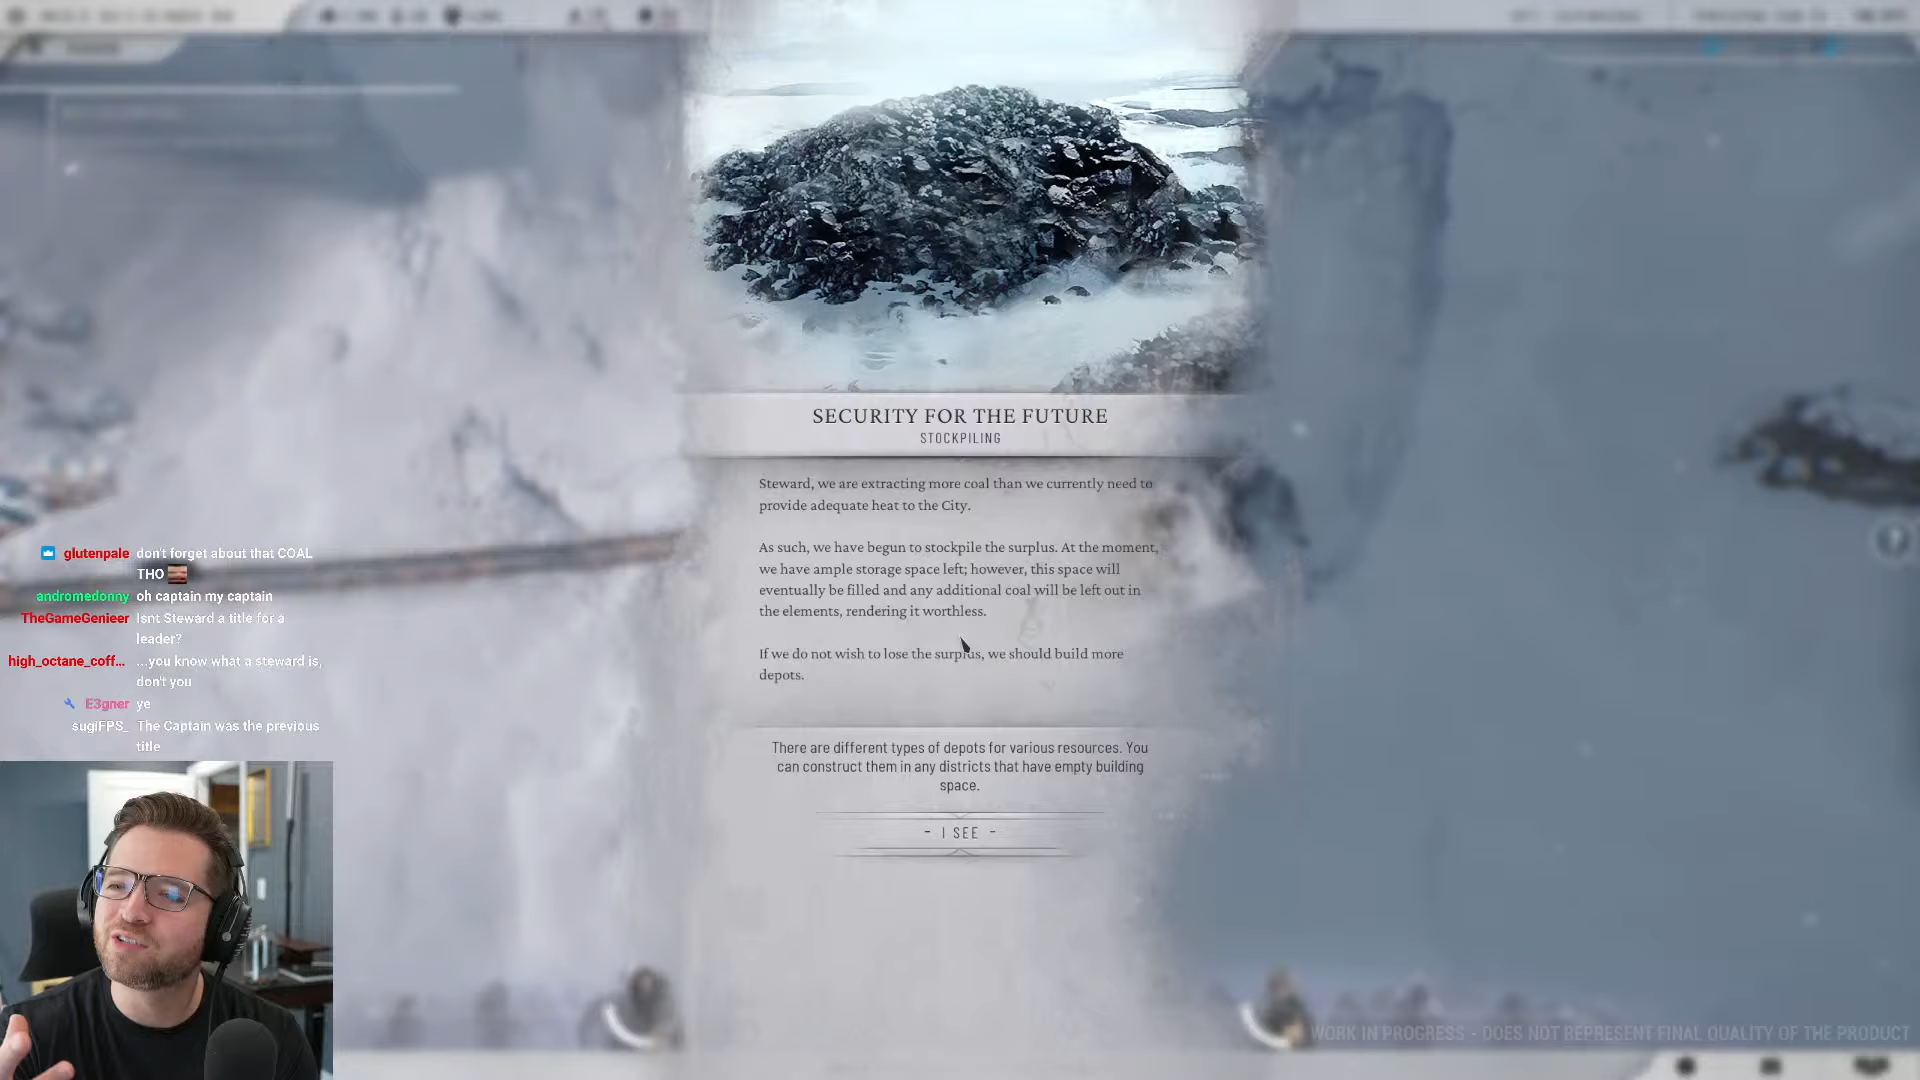 SECURITY FOR THE FUTURE
STOCKPILING
Steward, we are extracting more coal than we currently need to
provide adequate heat to the City.
As such, we have begun to stockpile the surplus. At the moment,
we have ample storage space left; however, this space will
eventually be filled and any additional coal will be left out in
the elements, rendering it worthless.
If we do not wish to lose the surplus, we should build more
depots.
There are different types of depots for various resources. You
can construct them in any districts that have empty building
space.
- I SEE -
glutenpale don't forget about that COAL
THO
andromedonny oh captain my captain
TheGameGenieer Isnt Steward a title for a
leader?
high_octane_coff... ...you know what a steward is,
don't you
E3gner ye
sugiFPS_ The Captain was the previous
title
WORK IN PROGRESS - DOES NOT REPRESENT FINAL QUALITY OF THE PRODUCT